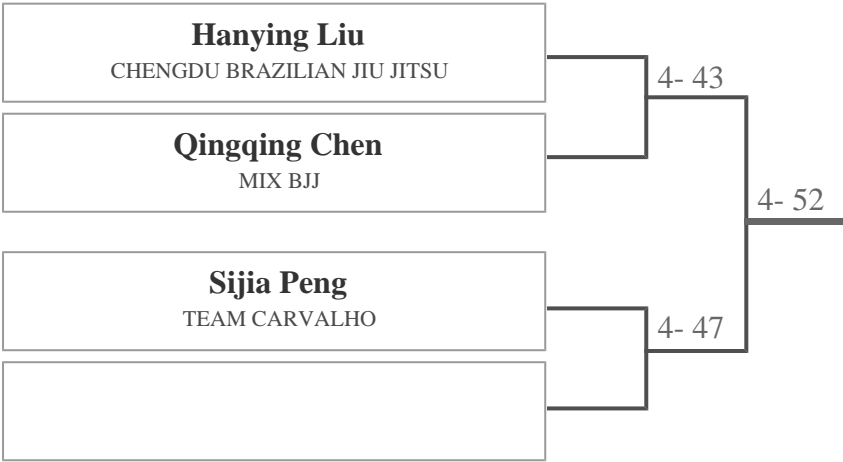 Hanying Liu
CHENGDU BRAZILIAN JIU JITSU
4- 43
Qingqing Chen
MIX BJJ
4- 52
Sijia Peng
TEAM CARVALHO
4- 47